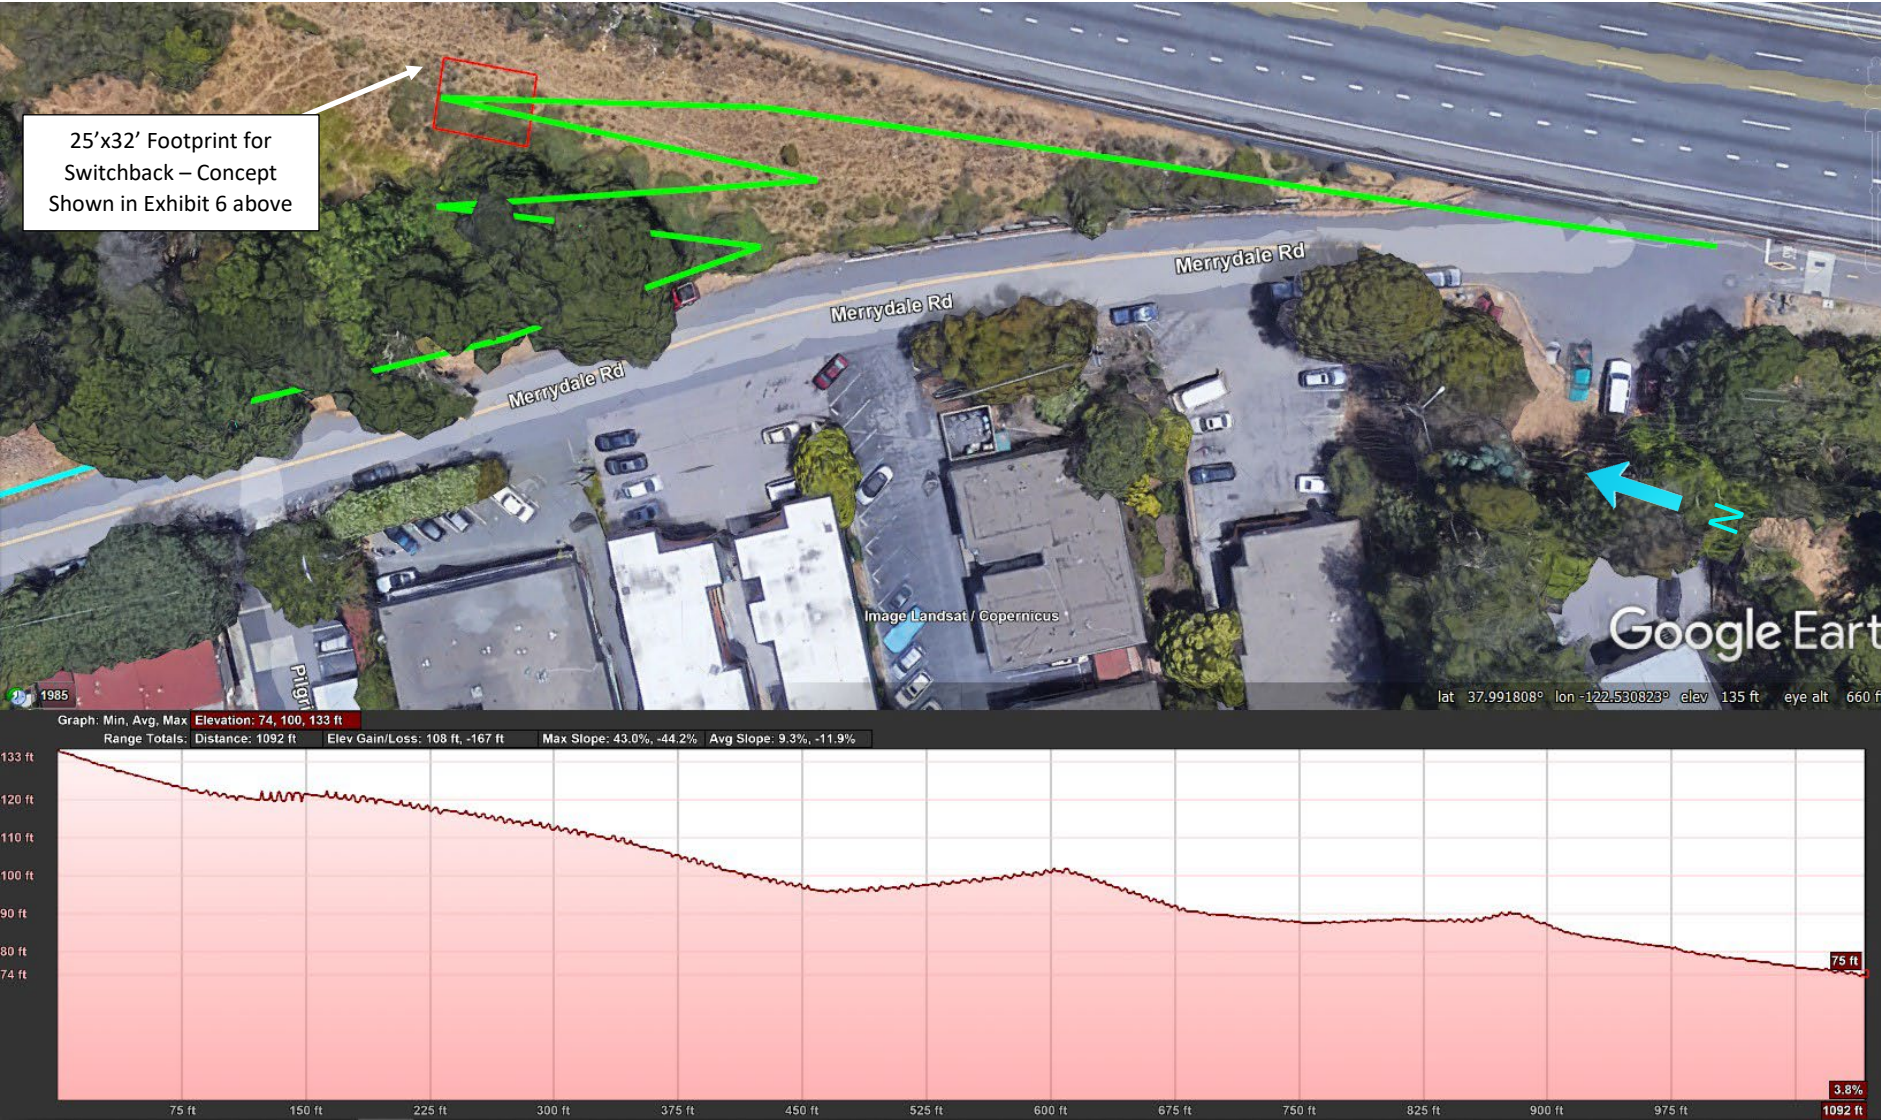 25’x32’ Footprint for
Switchback – Concept
Shown in Exhibit 6 above
Merrydale Rd
Merrydale Rd
Merrydale Rd
N
Image Landsat / Copernicus
Google Eart
Pilgri
1985
lat 37.991808° lon -122.530823° elev 135 ft eye alt 660 f
Graph: Min, Avg, Max Elevation: 74, 100, 133 ft
Range Totals: Distance: 1092 ft Elev Gain/Loss: 108 ft, -167 ft Max Slope: 43.0%, -44.2% Avg Slope: 9.3%, -11.9%
133 ft
120 ft
110 ft
100 ft
90 ft
80 ft
74 ft
75 ft
3.8%
75 ft 150 ft 225 ft 300 ft 375 ft 450 ft 525 ft 600 ft 675 ft 750 ft 825 ft 900 ft 975 ft 1092 ft